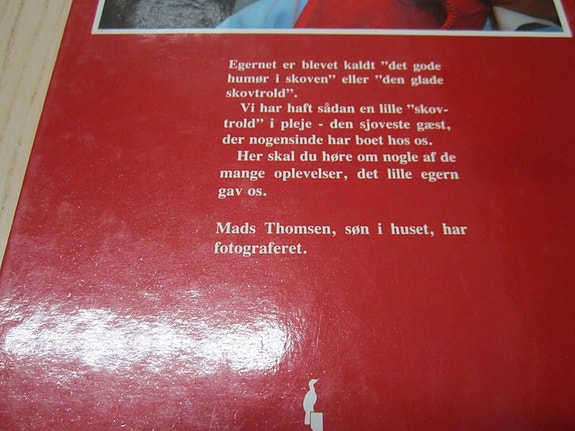 Egernet er blevet kaldt ”det gode
humør i skoven” eller ”den glade
skovtrold”.
Vi har haft sådan en lille ”skov-
trold” i pleje - den sjoveste gæst,
der nogensinde har boet hos os.
Her skal du høre om nogle af de
mange oplevelser, det lille egern
gav os.
Mads Thomsen, søn i huset, har
fotograferet.